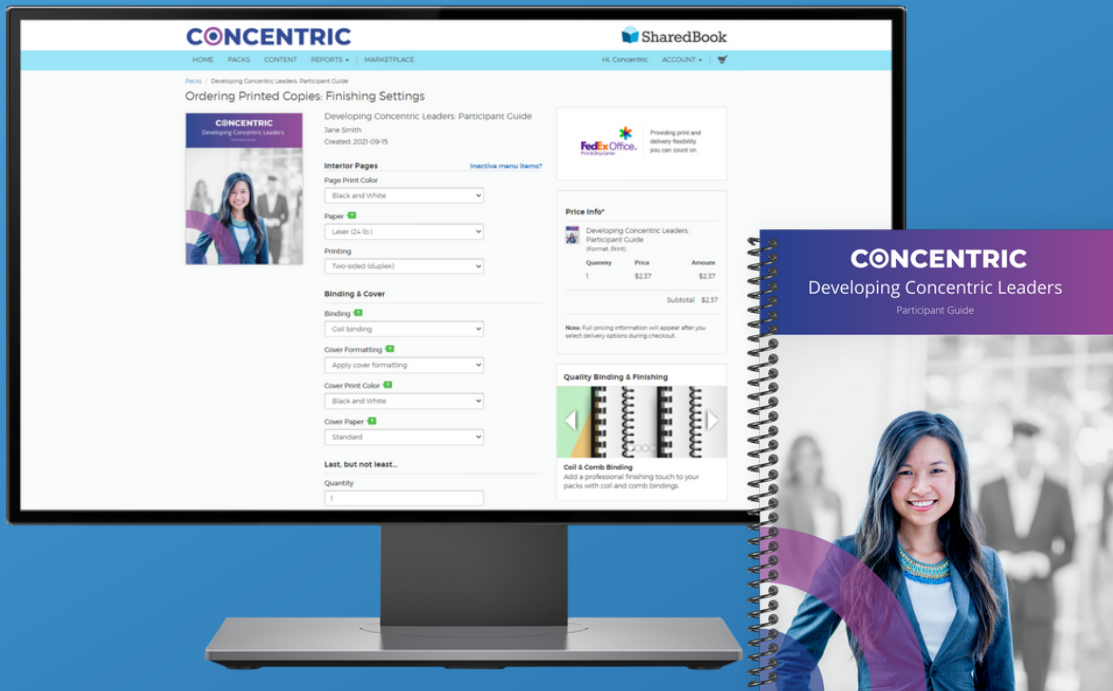 CONCENTRIC
SharedBook
HOME PACKS CONTENT REPORTS MARKETPLACE
Hi, Concentric ACCOUNT
Packs / Developing Concentric Leaders: Participant Guide
Ordering Printed Copies: Finishing Settings
CONCENTRIC
Developing Concentric Leaders
Developing Concentric Leaders: Participant Guide
Jane Smith
Created: 2021-09-15
Interior Pages
Inactive menu items?
Page Print Color
Black and White
Paper
Laser (24 lb.)
Printing
Two-sided (duplex)
Binding & Cover
Binding
Coil binding
Cover Formatting
Apply cover formatting
Cover Print Color
Black and White
Cover Paper
Standard
Last, but not least...
Quantity
1
FedEx Office.
Providing print and
delivery flexibility
you can count on.
Price Info*
Developing Concentric Leaders:
Participant Guide
(Format: Print)
Quantity Price Amount
1 $2.37 $2.37
Subtotal $2.37
Note: Full pricing information will appear after you
select delivery options during checkout.
Quality Binding & Finishing
Coil & Comb Binding
Add a professional finishing touch to your
packs with coil and comb bindings.
CONCENTRIC
Developing Concentric Leaders
Participant Guide